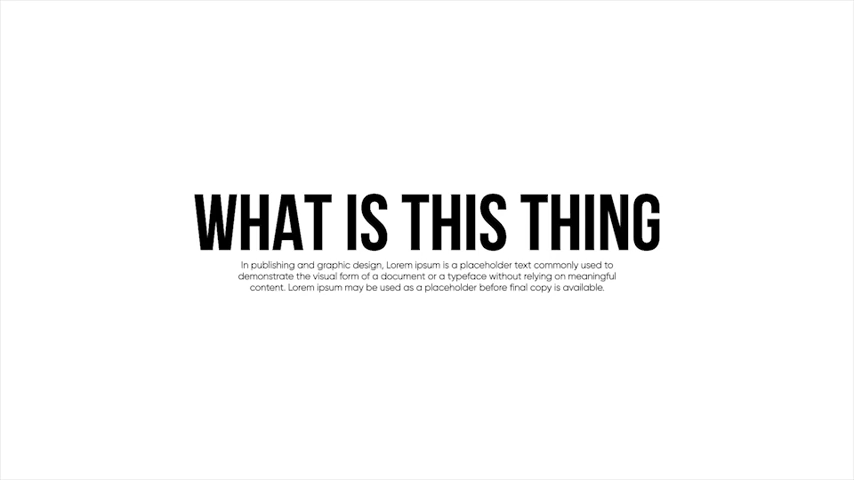 WHAT IS THIS THING
In publishing and graphic design, Lorem ipsum is a placeholder text commonly used to
demonstrate the visual form of a document or a typeface without relying on meaningful
content. Lorem ipsum may be used as a placeholder before final copy is available.